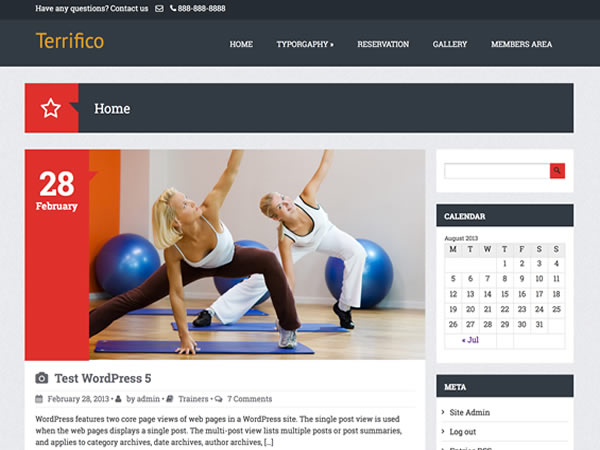 Have any questions? Contact us 888-888-8888
Terrifico
HOME TYPORGAPHY » RESERVATION GALLERY MEMBERS AREA
Home
28
February
CALENDAR
August 2013
M T W T F S S
1 2 3 4
5 6 7 8 9 10 11
12 13 14 15 16 17 18
19 20 21 22 23 24 25
26 27 28 29 30 31
« Jul
Test WordPress 5
February 28, 2013 • by admin • Trainers • 7 Comments
WordPress features two core page views of web pages in a WordPress site. The single post view is used
when the web pages displays a single post. The multi-post view lists multiple posts or post summaries,
and applies to category archives, date archives, author archives, [...]
META
Site Admin
Log out